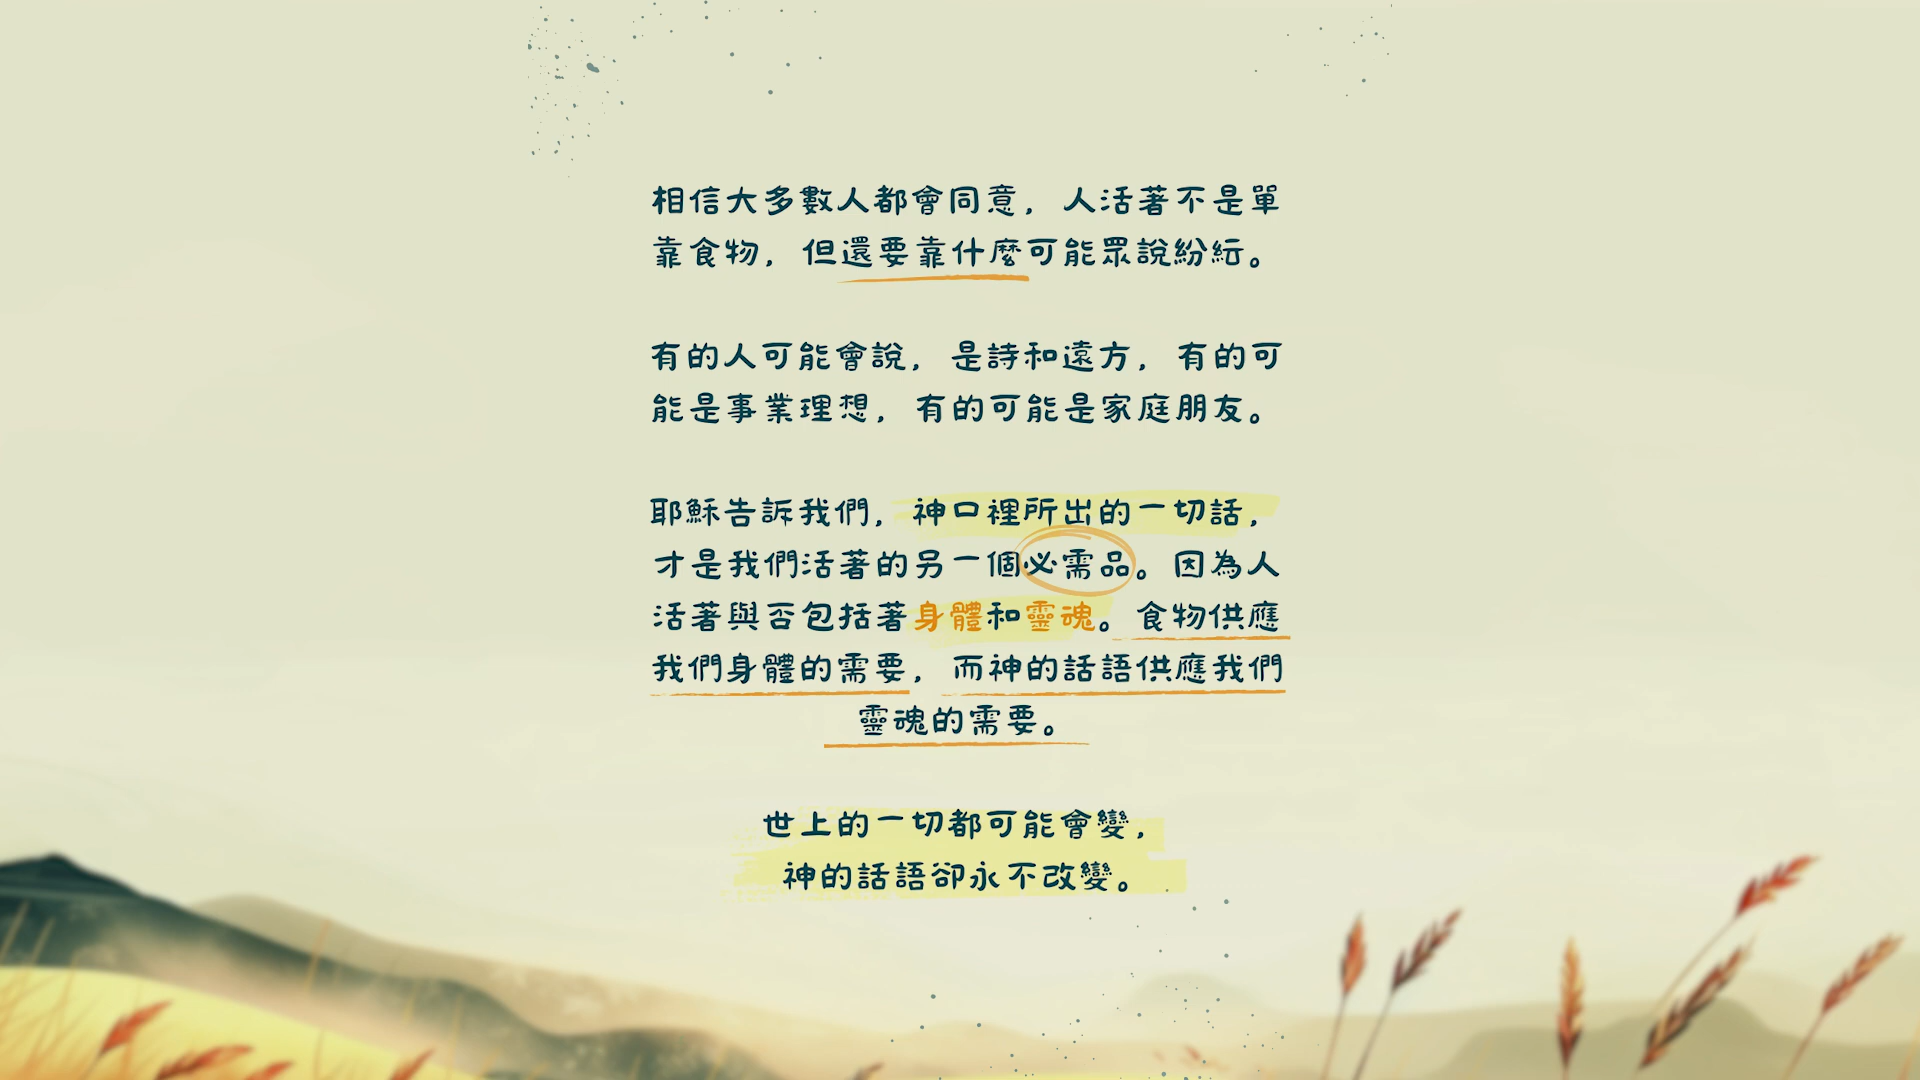 相信大多數人都會同意，人活著不是單
靠食物，但還要靠什麼可能眾說紛紜。
有的人可能會說，是詩和遠方，有的可
能是事業理想，有的可能是家庭朋友。
耶穌告訴我們，神口裡所出的一切話，
才是我們活著的另一個必需品。因為人
活著與否包括著身體和靈魂。食物供應
我們身體的需要，而神的話語供應我們
靈魂的需要。
世上的一切都可能會變，
神的話語卻永不改變。